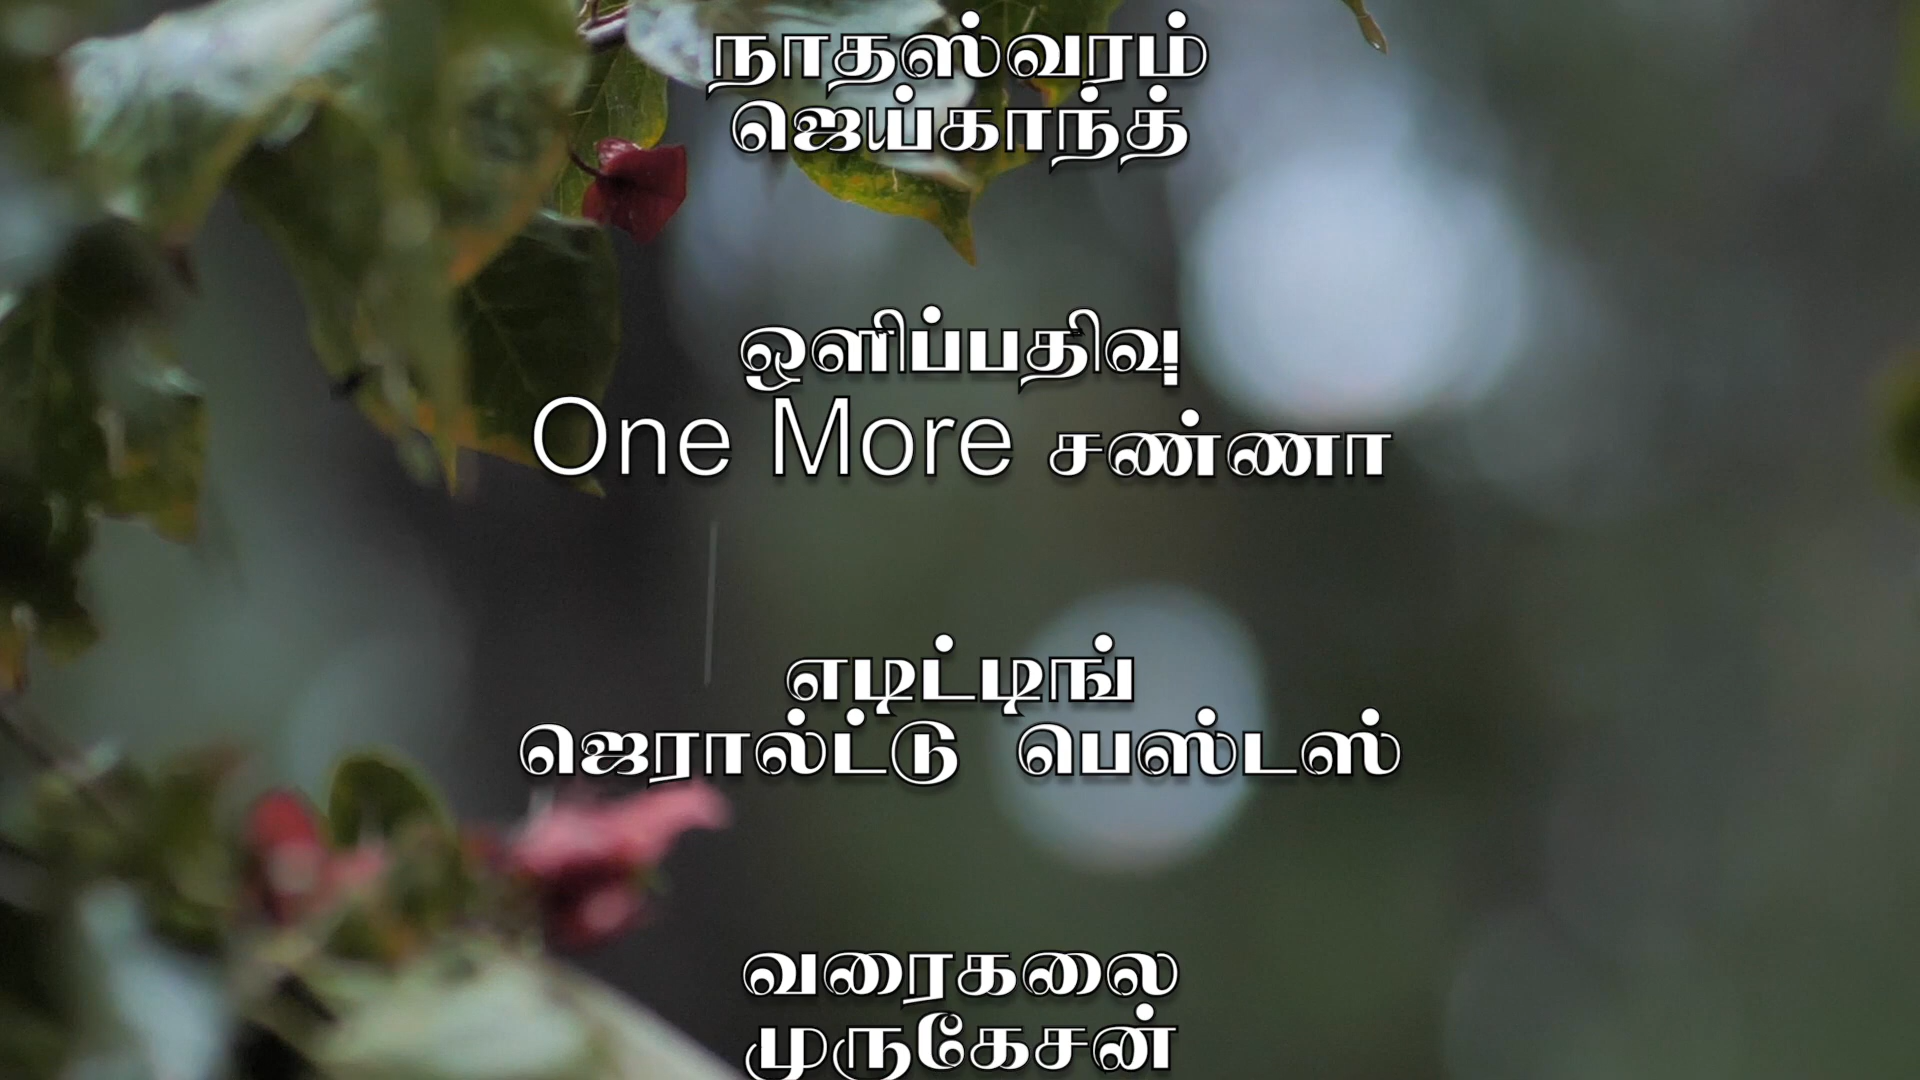 நாதஸ்வரம்
ஜெய்காந்த்
ஒளிப்பதிவு
One More சண்ணா
எடிட்டிங்
ஜெரால்ட்டு பெஸ்டஸ்
வரைகலை
முருகேசன்